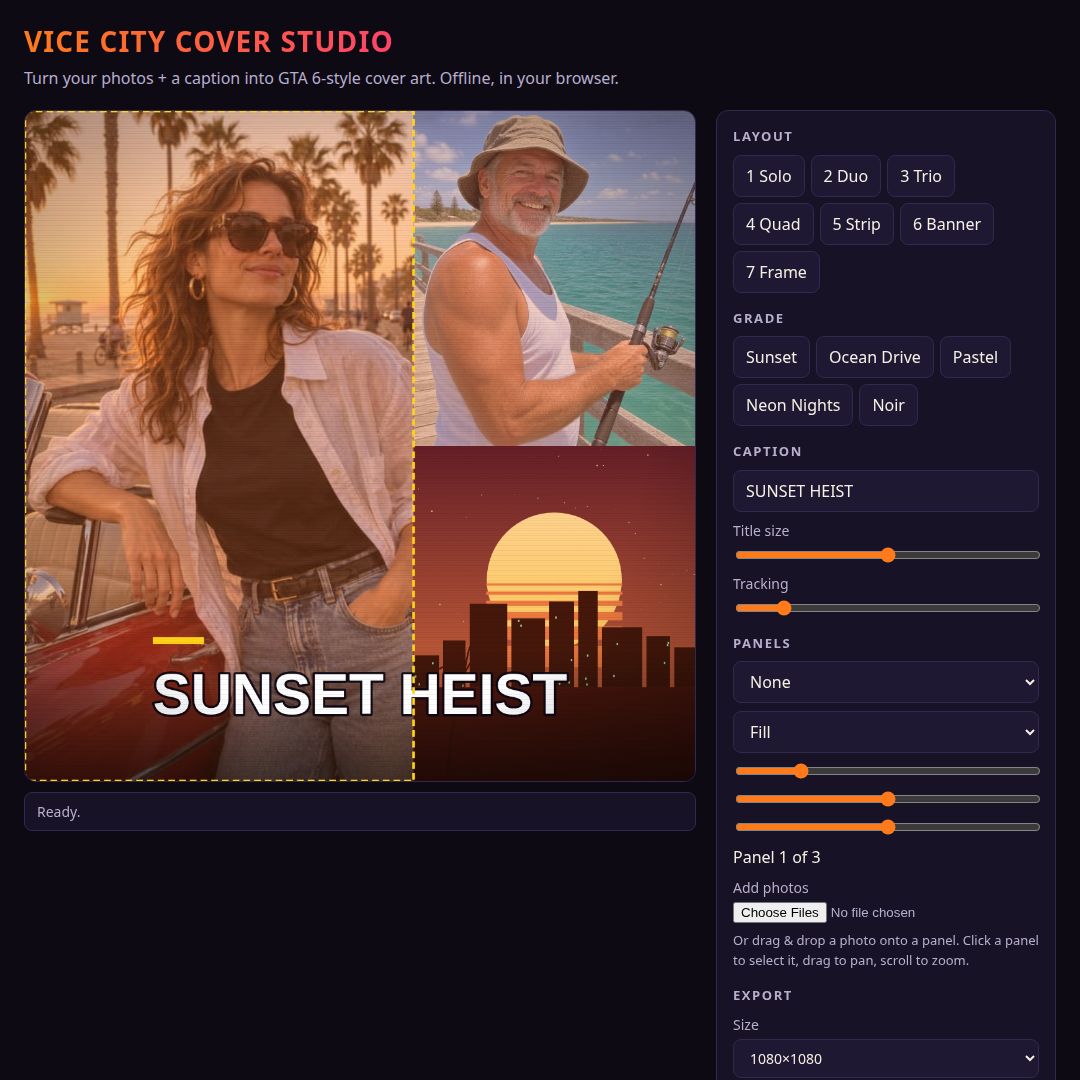 VICE CITY COVER STUDIO
Turn your photos + a caption into GTA 6-style cover art. Offline, in your browser.
SUNSET HEIST
Ready.
LAYOUT
1 Solo
2 Duo
3 Trio
4 Quad
5 Strip
6 Banner
7 Frame
GRADE
Sunset
Ocean Drive
Pastel
Neon Nights
Noir
CAPTION
SUNSET HEIST
Title size
Tracking
PANELS
None
Fill
Panel 1 of 3
Add photos
Choose Files No file chosen
Or drag & drop a photo onto a panel. Click a panel
to select it, drag to pan, scroll to zoom.
EXPORT
Size
1080×1080